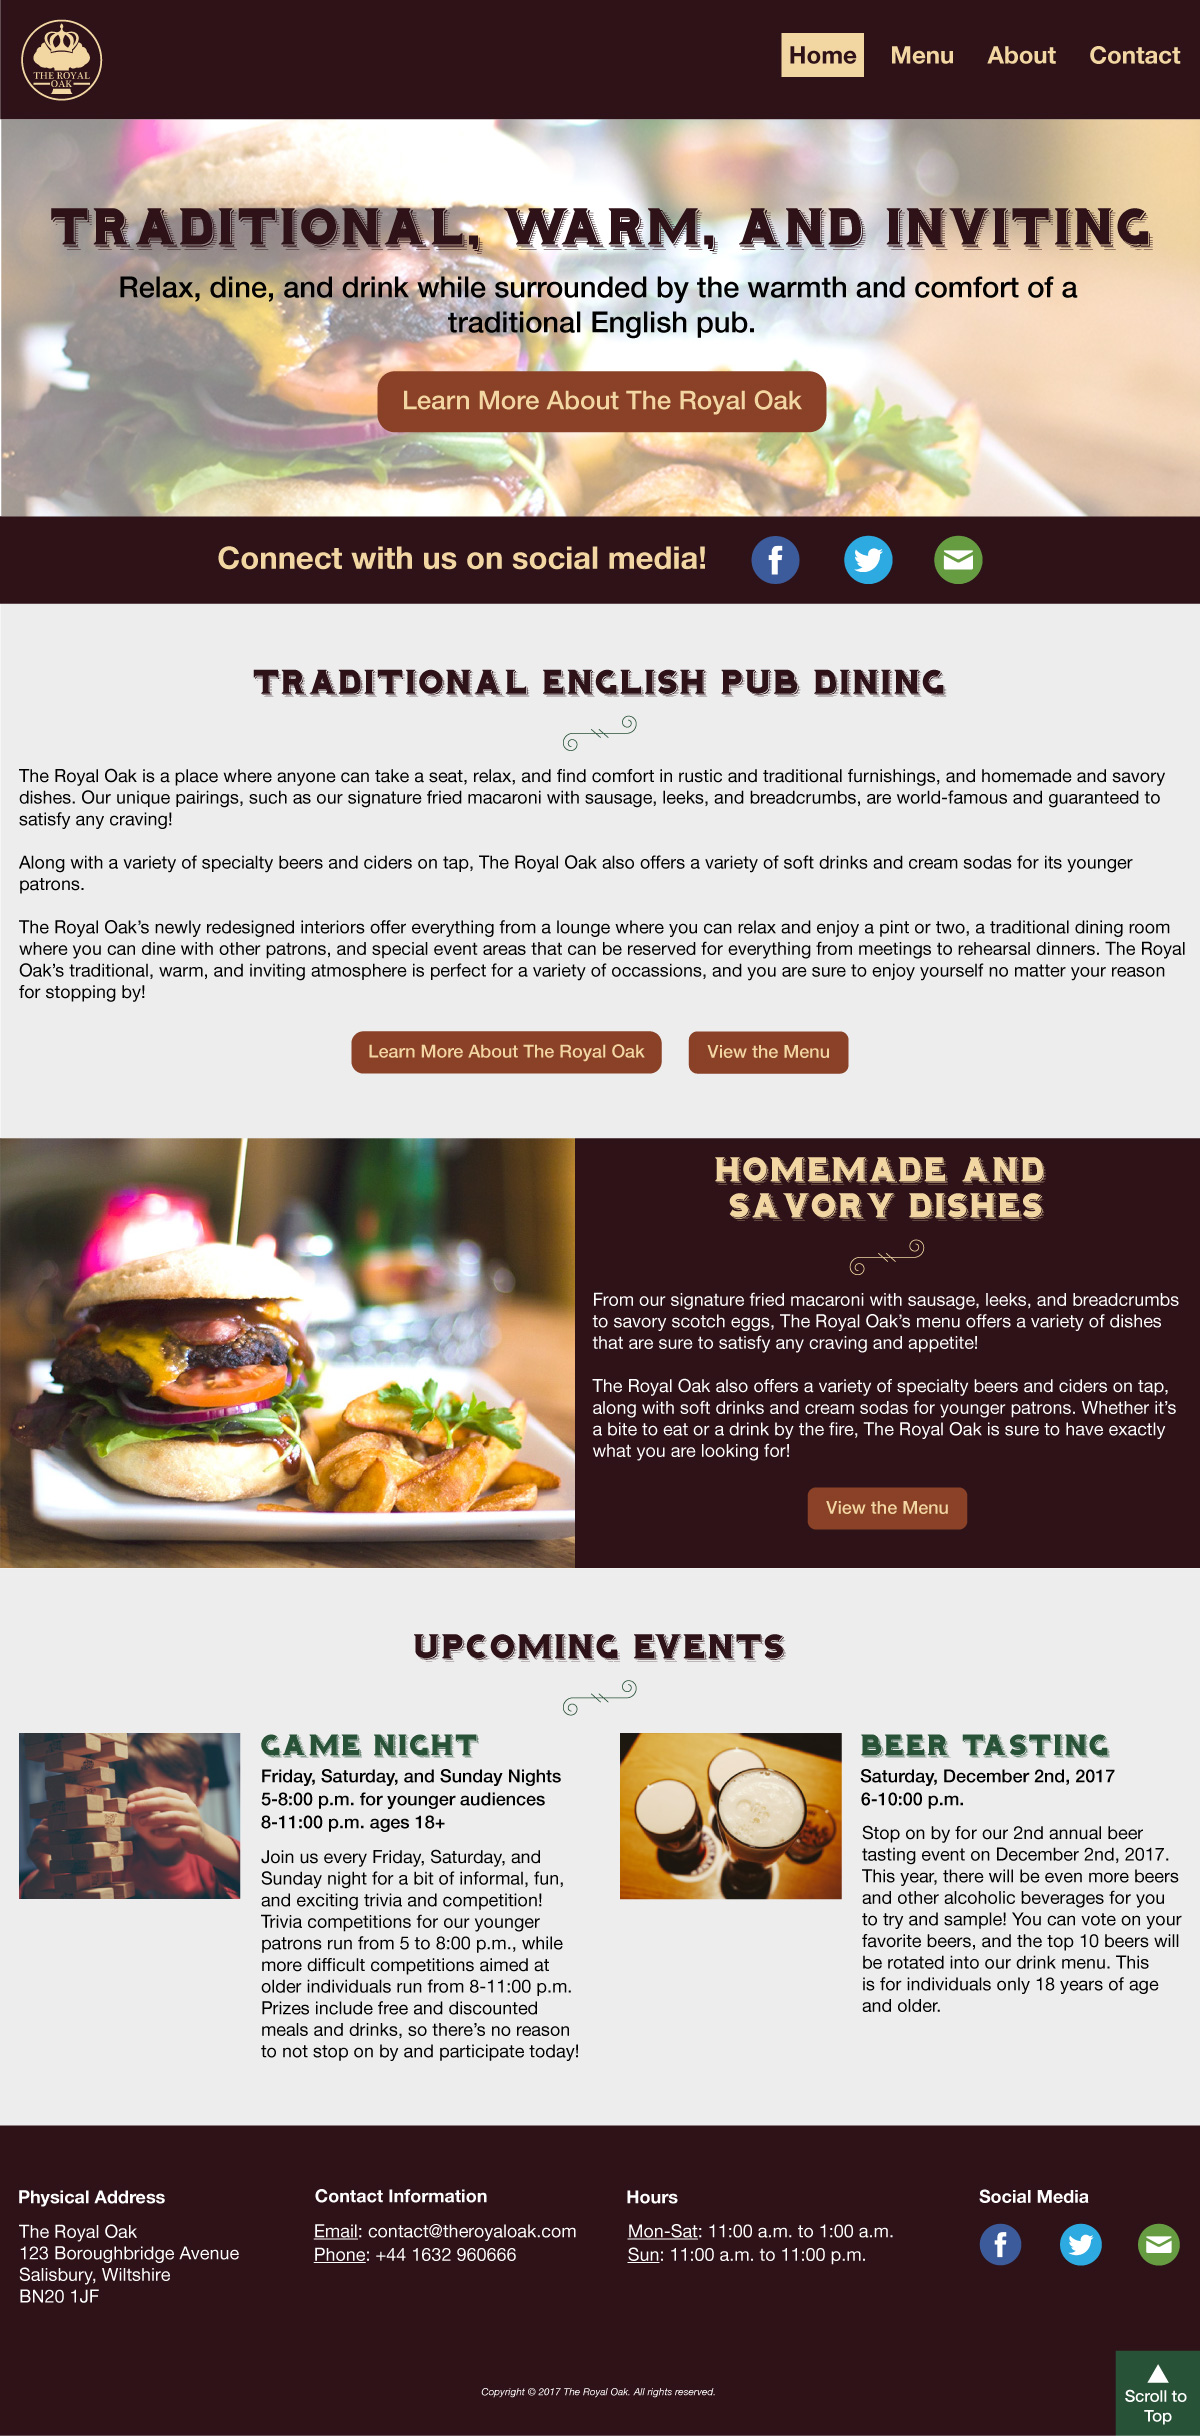 THE ROYAL
OAK
Home
Menu
About
Contact
TRADITIONAL, WARM, AND INVITING
Relax, dine, and drink while surrounded by the warmth and comfort of a
traditional English pub.
Learn More About The Royal Oak
Connect with us on social media!
TRADITIONAL ENGLISH PUB DINING
The Royal Oak is a place where anyone can take a seat, relax, and find comfort in rustic and traditional furnishings, and homemade and savory
dishes. Our unique pairings, such as our signature fried macaroni with sausage, leeks, and breadcrumbs, are world-famous and guaranteed to
satisfy any craving!
Along with a variety of specialty beers and ciders on tap, The Royal Oak also offers a variety of soft drinks and cream sodas for its younger
patrons.
The Royal Oak's newly redesigned interiors offer everything from a lounge where you can relax and enjoy a pint or two, a traditional dining room
where you can dine with other patrons, and special event areas that can be reserved for everything from meetings to rehearsal dinners. The Royal
Oak's traditional, warm, and inviting atmosphere is perfect for a variety of occassions, and you are sure to enjoy yourself no matter your reason
for stopping by!
Learn More About The Royal Oak
View the Menu
HOMEMADE AND
SAVORY DISHES
From our signature fried macaroni with sausage, leeks, and breadcrumbs
to savory scotch eggs, The Royal Oak's menu offers a variety of dishes
that are sure to satisfy any craving and appetite!
The Royal Oak also offers a variety of specialty beers and ciders on tap,
along with soft drinks and cream sodas for younger patrons. Whether it's
a bite to eat or a drink by the fire, The Royal Oak is sure to have exactly
what you are looking for!
View the Menu
UPCOMING EVENTS
GAME NIGHT
Friday, Saturday, and Sunday Nights
5-8:00 p.m. for younger audiences
8-11:00 p.m. ages 18+
Join us every Friday, Saturday, and
Sunday night for a bit of informal, fun,
and exciting trivia and competition!
Trivia competitions for our younger
patrons run from 5 to 8:00 p.m., while
more difficult competitions aimed at
older individuals run from 8-11:00 p.m.
Prizes include free and discounted
meals and drinks, so there's no reason
to not stop on by and participate today!
BEER TASTING
Saturday, December 2nd, 2017
6-10:00 p.m.
Stop on by for our 2nd annual beer
tasting event on December 2nd, 2017.
This year, there will be even more beers
and other alcoholic beverages for you
to try and sample! You can vote on your
favorite beers, and the top 10 beers will
be rotated into our drink menu. This
is for individuals only 18 years of age
and older.
Physical Address
The Royal Oak
123 Boroughbridge Avenue
Salisbury, Wiltshire
BN20 1JF
Contact Information
Email: contact@theroyaloak.com
Phone: +44 1632 960666
Hours
Mon-Sat: 11:00 a.m. to 1:00 a.m.
Sun: 11:00 a.m. to 11:00 p.m.
Social Media
Copyright © 2017 The Royal Oak. All rights reserved.
Scroll to
Top